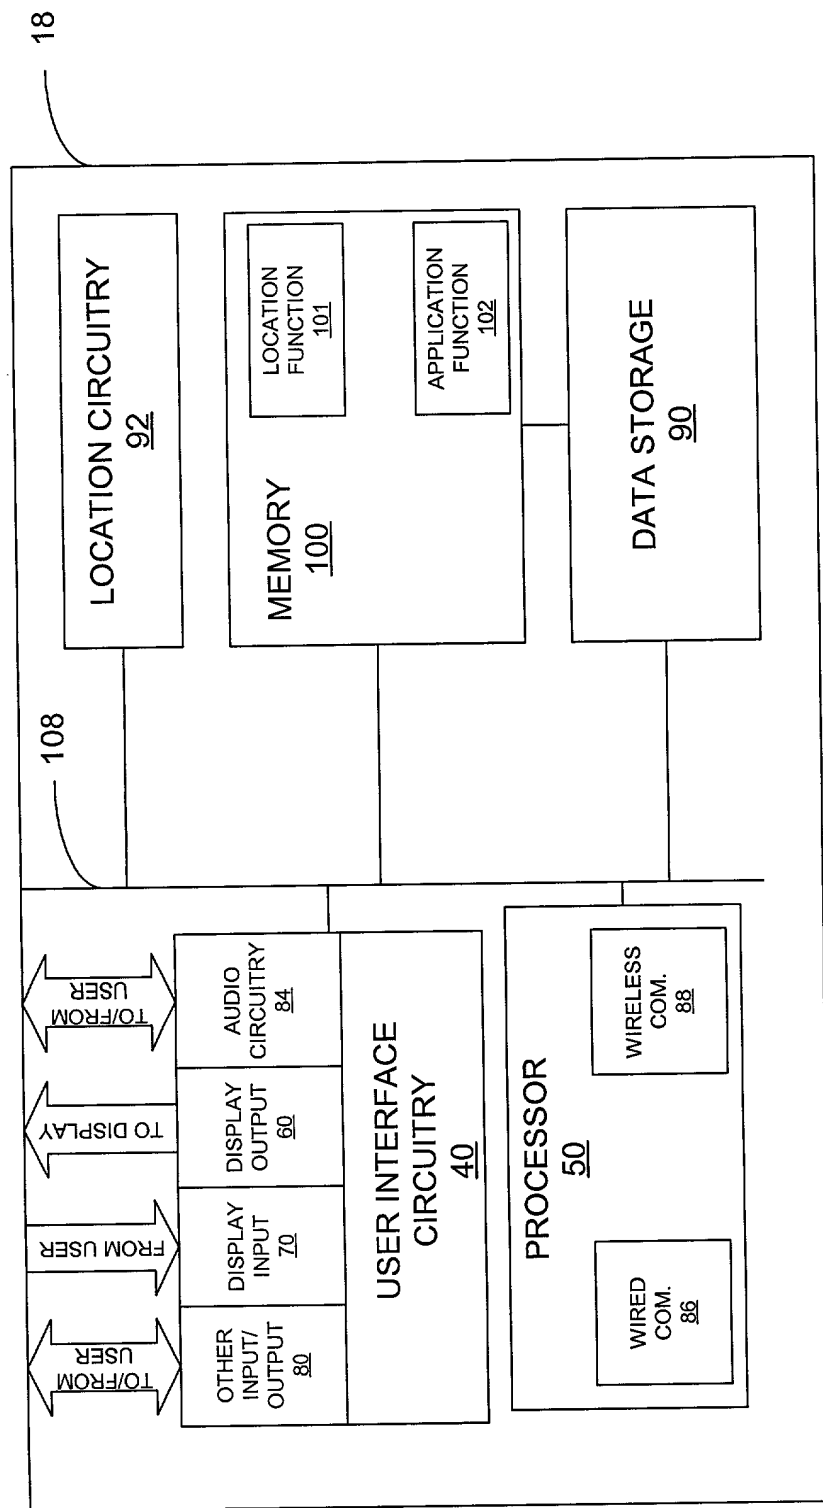 18
108
TO/FROM
USER
FROM USER
TO DISPLAY
TO/FROM
USER
OTHER
INPUT/
OUTPUT
80
DISPLAY
INPUT
70
DISPLAY
OUTPUT
60
AUDIO
CIRCUITRY
84
USER INTERFACE
CIRCUITRY
40
PROCESSOR
50
WIRED
COM.
86
WIRELESS
COM.
88
LOCATION CIRCUITRY
92
MEMORY
100
LOCATION
FUNCTION
101
APPLICATION
FUNCTION
102
DATA STORAGE
90